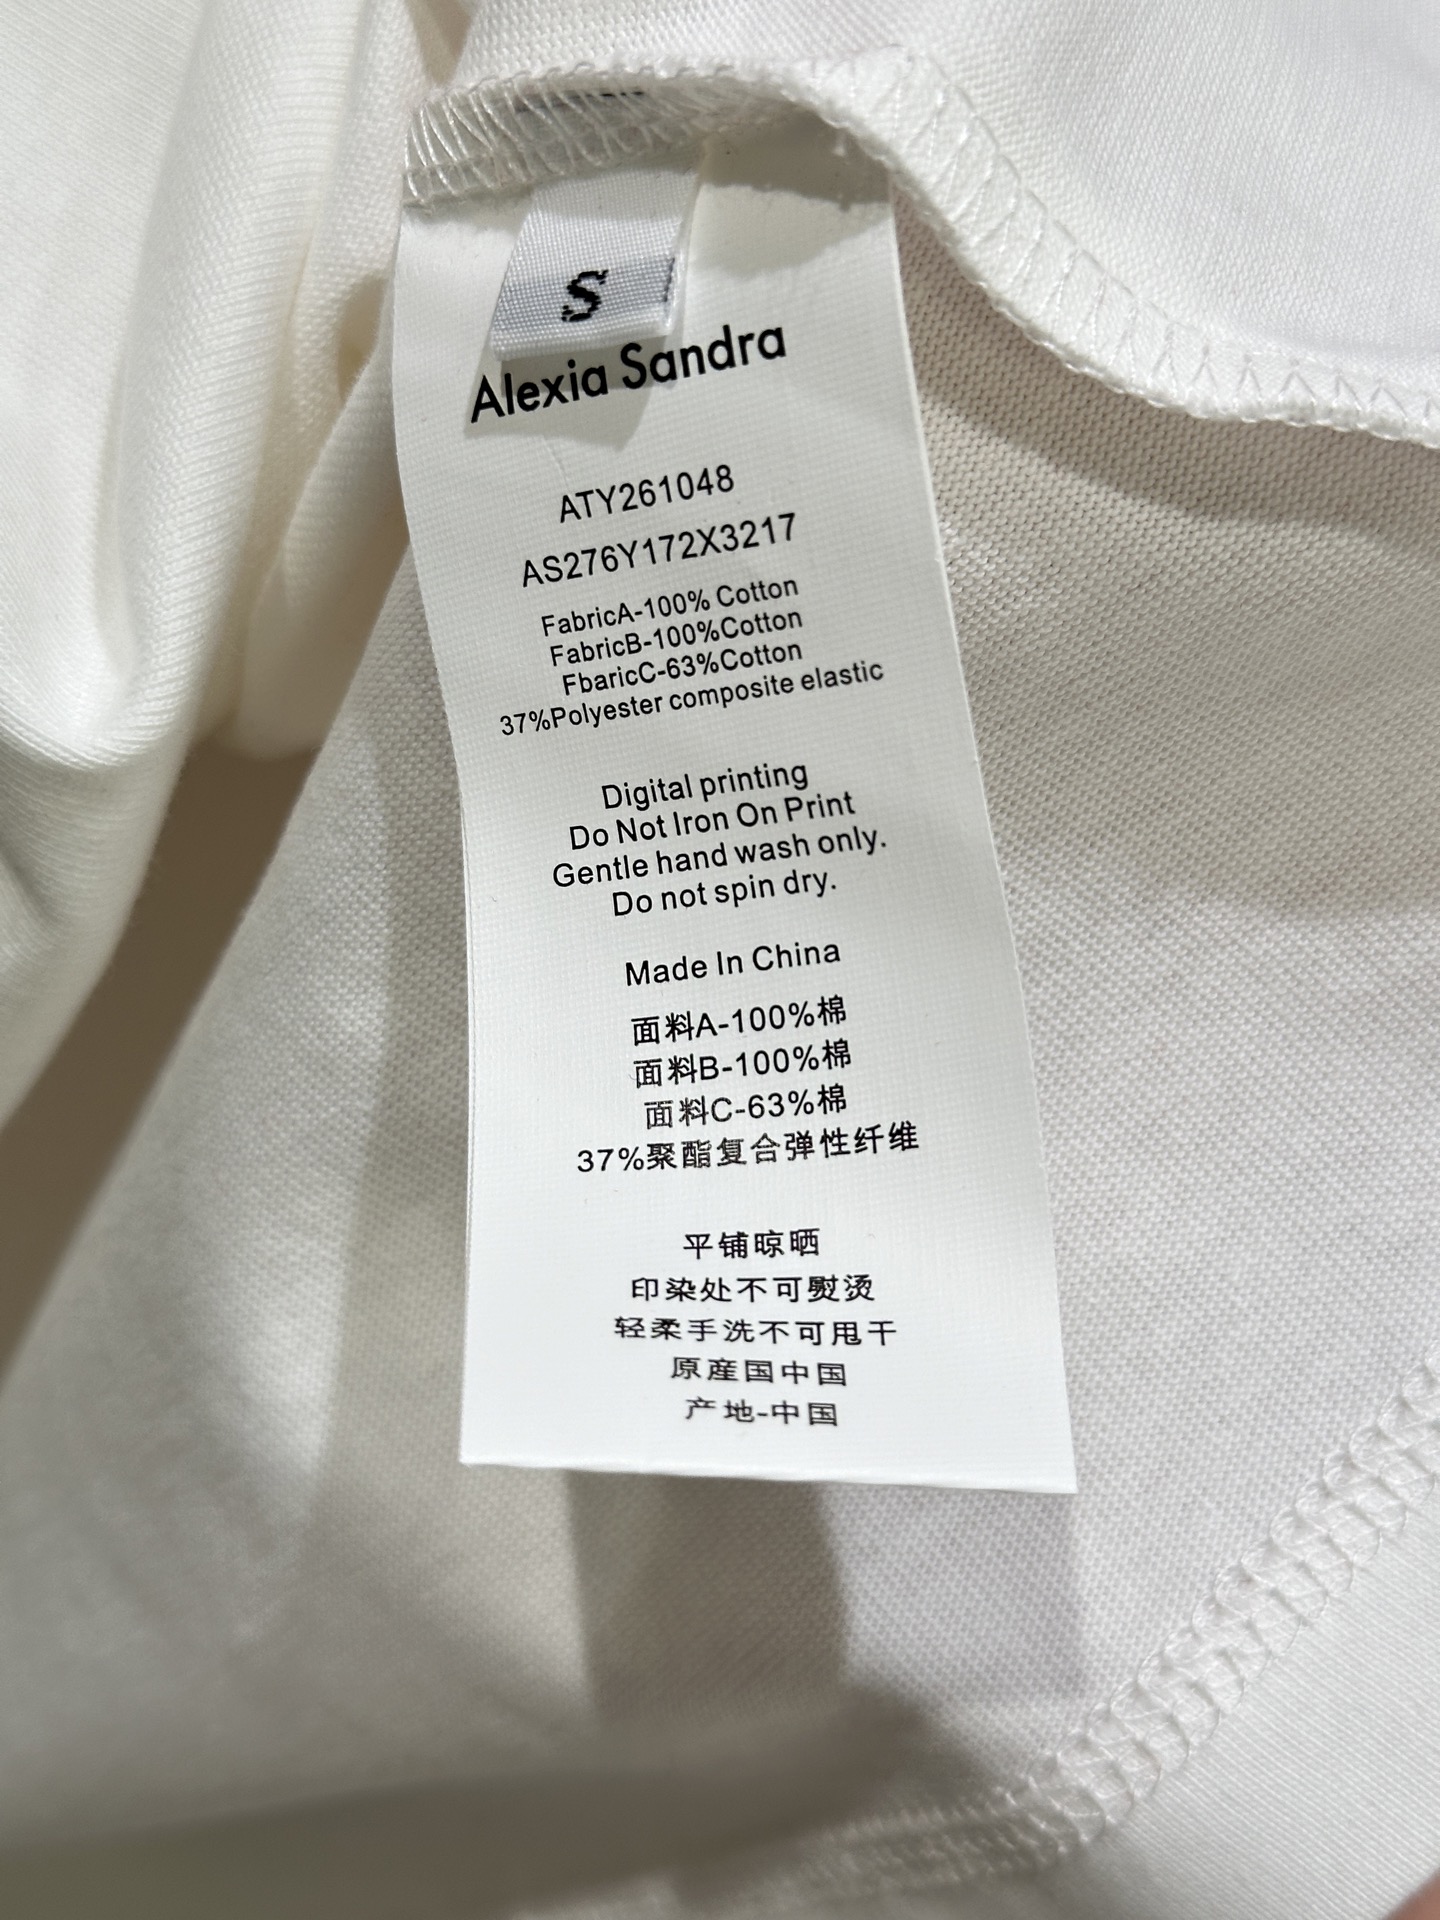 S
Alexia Sandra
ATY261048
AS276Y172X3217
FabricA-100% Cotton
FabricB-100%Cotton
FbaricC-63%Cotton
37%Polyester composite elastic
Digital printing
Do Not Iron On Print
Gentle hand wash only.
Do not spin dry.
Made In China
面料A-100%棉
面料B-100%棉
面料C-63%棉
37%聚酯复合弹性纤维
平铺晾晒
印染处不可熨烫
轻柔手洗不可甩干
原産国中国
产地-中国